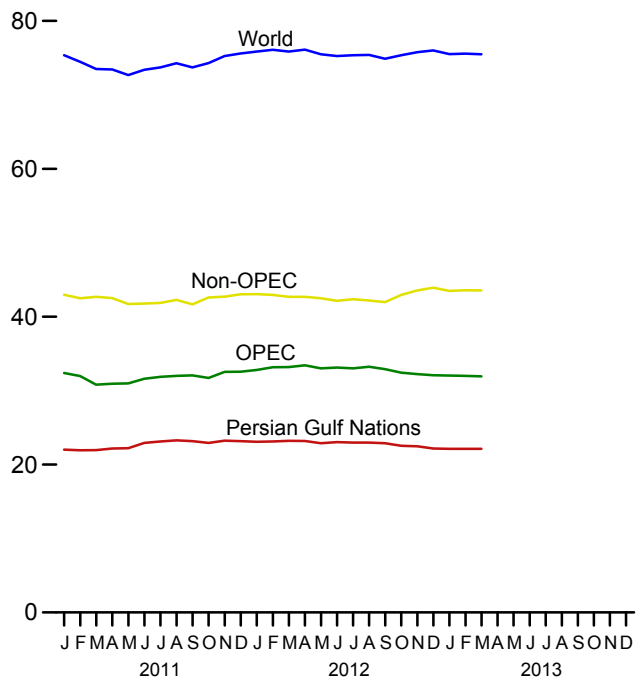 80
World
60
Non-OPEC
40
OPEC
Persian Gulf Nations
20
0
J F M A M J J A S O N D J F M A M J J A S O N D J F M A M J J A S O N D
2011 2012 2013